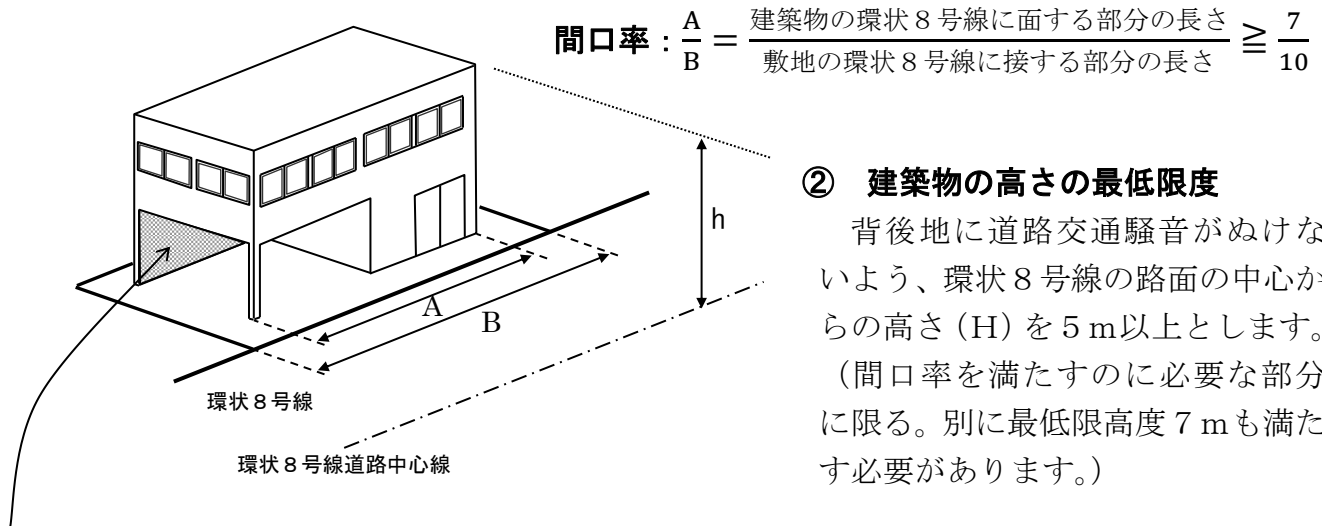 間口率：A/B＝建築物の環状８号線に面する部分の長さ/敷地の環状８号線に接する部分の長さ≧7/10
②　建築物の高さの最低限度
背後地に道路交通騒音がぬけな
いよう、環状８号線の路面の中心か
らの高さ（H）を５ｍ以上とします。
（間口率を満たすのに必要な部分
に限る。別に最低限高度７ｍも満た
す必要があります。）
h
A
B
環状８号線
環状８号線道路中心線